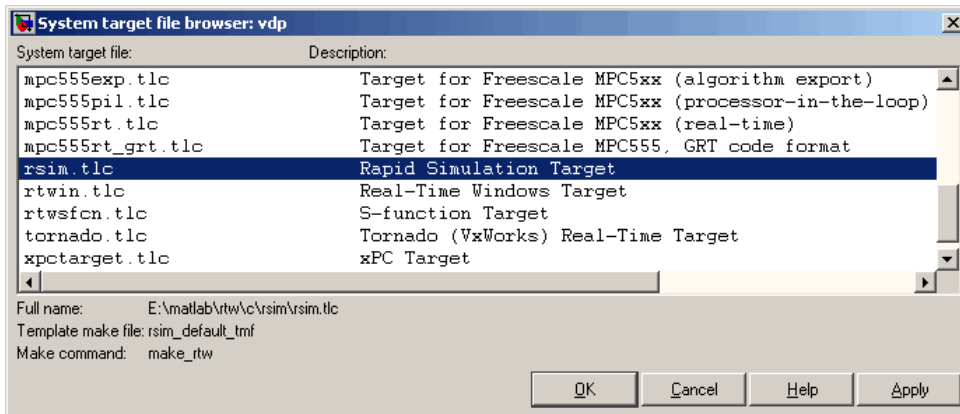 System target file browser: vdp
System target file: Description:
mpc555exp.tlc Target for Freescale MPC5xx (algorithm export)
mpc555pil.tlc Target for Freescale MPC5xx (processor-in-the-loop)
mpc555rt.tlc Target for Freescale MPC5xx (real-time)
mpc555rt_grt.tlc Target for Freescale MPC555, GRT code format
rsim.tlc Rapid Simulation Target
rtwin.tlc Real-Time Windows Target
rtwsfcn.tlc S-function Target
tornado.tlc Tornado (VxWorks) Real-Time Target
xpctarget.tlc xPC Target
Full name: E:\matlab\rtw\c\rsim\rsim.tlc
Template make file: rsim_default_tmf
Make command: make_rtw
OK Cancel Help Apply